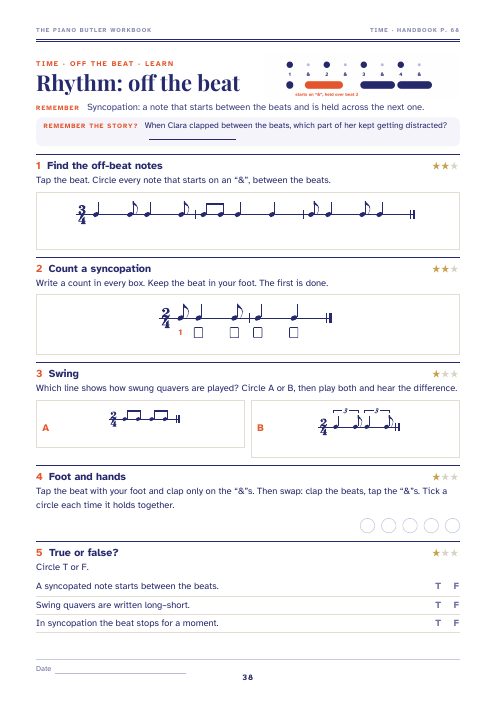 THE PIANO BUTLER WORKBOOK
TIME · HANDBOOK P. 66
TIME · OFF THE BEAT · LEARN
Rhythm: off the beat
1 & 2 & 3 & 4 &
starts on "&", held over beat 2
REMEMBER Syncopation: a note that starts between the beats and is held across the next one.
REMEMBER THE STORY? When Clara clapped between the beats, which part of her kept getting distracted?
1 Find the off-beat notes
Tap the beat. Circle every note that starts on an “&”, between the beats.
3
4
2 Count a syncopation
Write a count in every box. Keep the beat in your foot. The first is done.
2
4
1
3 Swing
Which line shows how swung quavers are played? Circle A or B, then play both and hear the difference.
A
2
4
B
2
4
3 3
4 Foot and hands
Tap the beat with your foot and clap only on the “&”s. Then swap: clap the beats, tap the “&”s. Tick a
circle each time it holds together.
5 True or false?
Circle T or F.
A syncopated note starts between the beats. T F
Swing quavers are written long–short. T F
In syncopation the beat stops for a moment. T F
Date
38